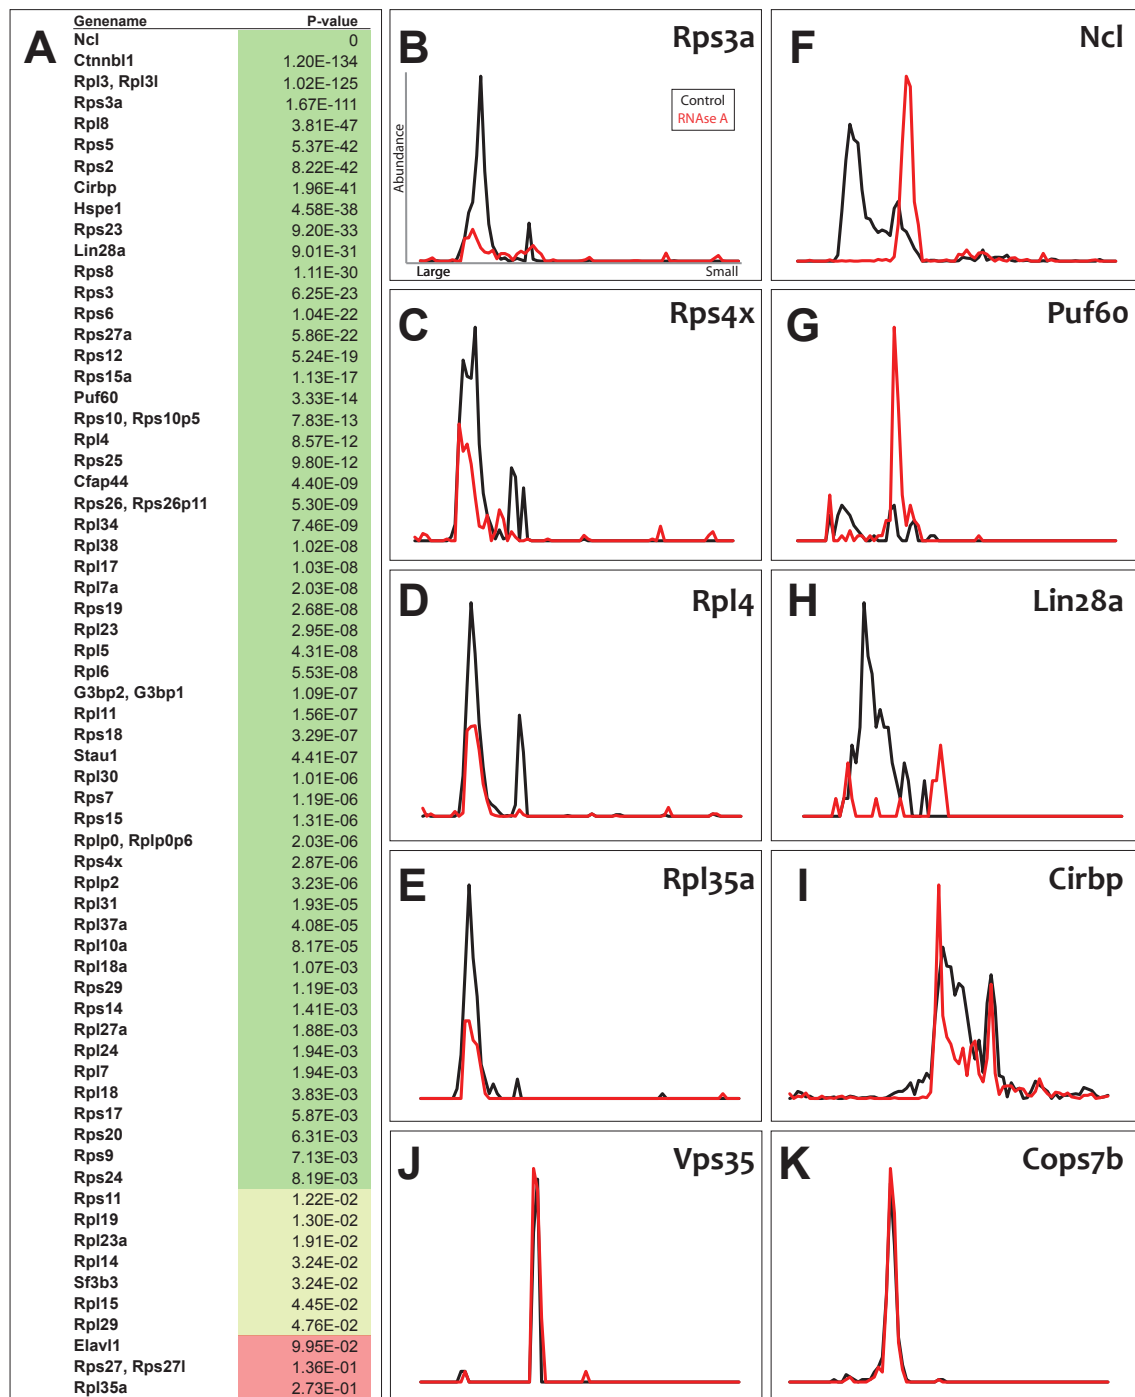 A
Genename P-value
Ncl 0
Ctnnbl1 1.20E-134
Rpl3, Rpl3l 1.02E-125
Rps3a 1.67E-111
Rpl8 3.81E-47
Rps5 5.37E-42
Rps2 8.22E-42
Cirbp 1.96E-41
Hspe1 4.58E-38
Rps23 9.20E-33
Lin28a 9.01E-31
Rps8 1.11E-30
Rps3 6.25E-23
Rps6 1.04E-22
Rps27a 5.86E-22
Rps12 5.24E-19
Rps15a 1.13E-17
Puf60 3.33E-14
Rps10, Rps10p5 7.83E-13
Rpl4 8.57E-12
Rps25 9.80E-12
Cfap44 4.40E-09
Rps26, Rps26p11 5.30E-09
Rpl34 7.46E-09
Rpl38 1.02E-08
Rpl17 1.03E-08
Rpl7a 2.03E-08
Rps19 2.68E-08
Rpl23 2.95E-08
Rpl5 4.31E-08
Rpl6 5.53E-08
G3bp2, G3bp1 1.09E-07
Rpl11 1.56E-07
Rps18 3.29E-07
Stau1 4.41E-07
Rpl30 1.01E-06
Rps7 1.19E-06
Rps15 1.31E-06
Rplp0, Rplp0p6 2.03E-06
Rps4x 2.87E-06
Rplp2 3.23E-06
Rpl31 1.93E-05
Rpl37a 4.08E-05
Rpl10a 8.17E-05
Rpl18a 1.07E-03
Rps29 1.19E-03
Rps14 1.41E-03
Rpl27a 1.88E-03
Rpl24 1.94E-03
Rpl7 1.94E-03
Rpl18 3.83E-03
Rps17 5.87E-03
Rps20 6.31E-03
Rps9 7.13E-03
Rps24 8.19E-03
Rps11 1.22E-02
Rpl19 1.30E-02
Rpl23a 1.91E-02
Rpl14 3.24E-02
Sf3b3 3.24E-02
Rpl15 4.45E-02
Rpl29 4.76E-02
Elavl1 9.95E-02
Rps27, Rps27l 1.36E-01
Rpl35a 2.73E-01
B Rps3a
Control
RNAse A
Abundance
Large Small
C Rps4x
D Rpl4
E Rpl35a
J Vps35
F Ncl
G Puf60
H Lin28a
I Cirbp
K Cops7b